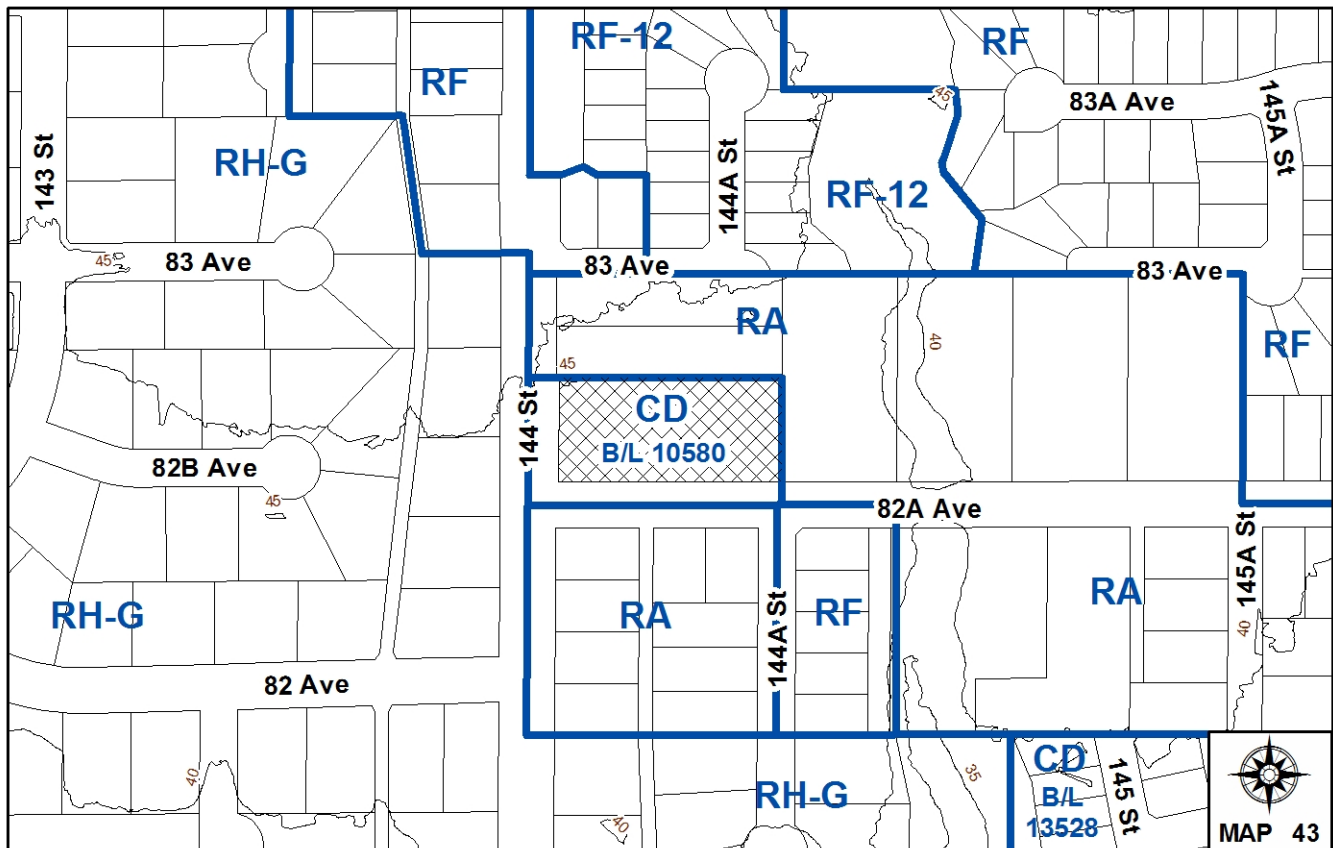 RF-12
RF
RF
83A Ave
45
145A St
143 St
RH-G
144A St
RF-12
45
83 Ave
83 Ave
83 Ave
RA
40
RF
45
144 St
CD
B/L 10580
82B Ave
45
82A Ave
145A St
RH-G
RA
144A St
RF
RA
40
82 Ave
40
35
CD
B/L
13528
145 St
RH-G
40
MAP 43